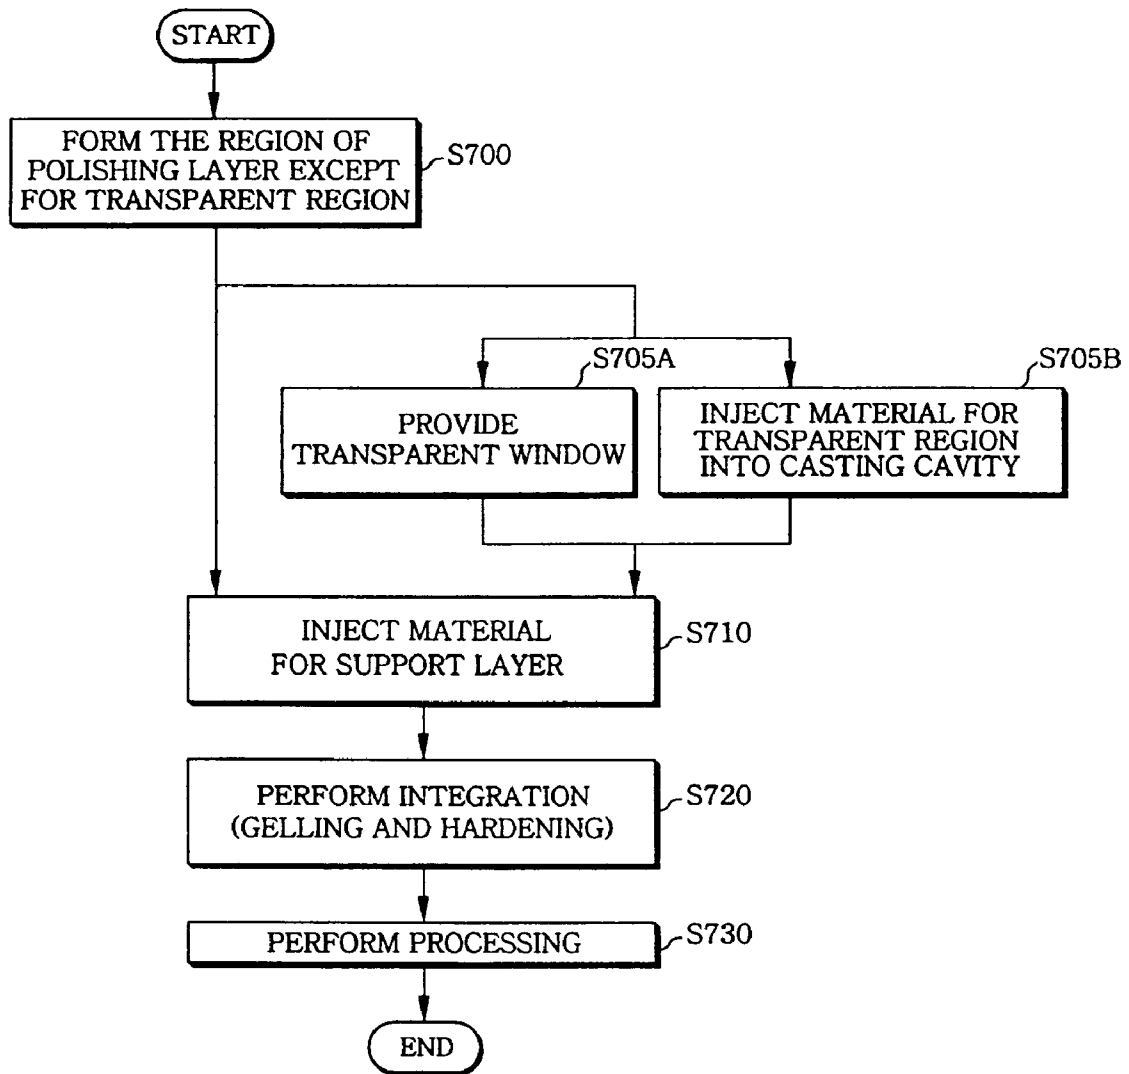 START
FORM THE REGION OF
POLISHING LAYER EXCEPT
FOR TRANSPARENT REGION
S700
S705A
PROVIDE
TRANSPARENT WINDOW
S705B
INJECT MATERIAL FOR
TRANSPARENT REGION
INTO CASTING CAVITY
INJECT MATERIAL
FOR SUPPORT LAYER
S710
PERFORM INTEGRATION
(GELLING AND HARDENING)
S720
PERFORM PROCESSING
S730
END